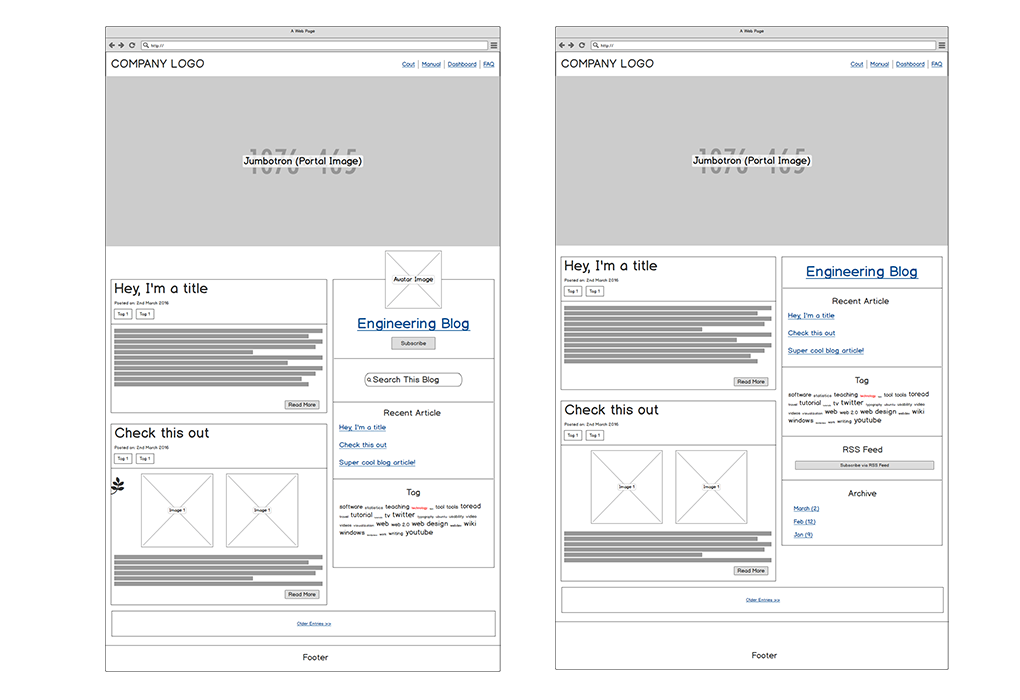 A Web Page
http://
COMPANY LOGO
Cout Manual Dashboard FAQ
1076 465
Jumbotron (Portal Image)
Hey, I'm a title
Posted on: 2nd March 2016
Tag 1 Tag 1
Read More
Check this out
Posted on: 2nd March 2016
Tag 1 Tag 1
Image 1 Image 1
Read More
Avatar Image
Engineering Blog
Subscribe
Search This Blog
Recent Article
Hey, I'm a title
Check this out
Super cool blog article!
Tag
software statistics teaching technology tool tools toread
travel tutorial tv twitter typography ubuntu usability video
videos visualization web web 2.0 web design webdev wiki
windows work writing youtube
Older Entries >>
Footer
A Web Page
http://
COMPANY LOGO
Cout Manual Dashboard FAQ
1076 465
Jumbotron (Portal Image)
Hey, I'm a title
Posted on: 2nd March 2016
Tag 1 Tag 1
Read More
Check this out
Posted on: 2nd March 2016
Tag 1 Tag 1
Image 1 Image 1
Read More
Engineering Blog
Recent Article
Hey, I'm a title
Check this out
Super cool blog article!
Tag
software statistics teaching technology tool tools toread
travel tutorial tv twitter typography ubuntu usability video
videos visualization web web 2.0 web design webdev wiki
windows work writing youtube
RSS Feed
Subscribe via RSS Feed
Archive
March (2)
Feb (12)
Jan (9)
Older Entries >>
Footer